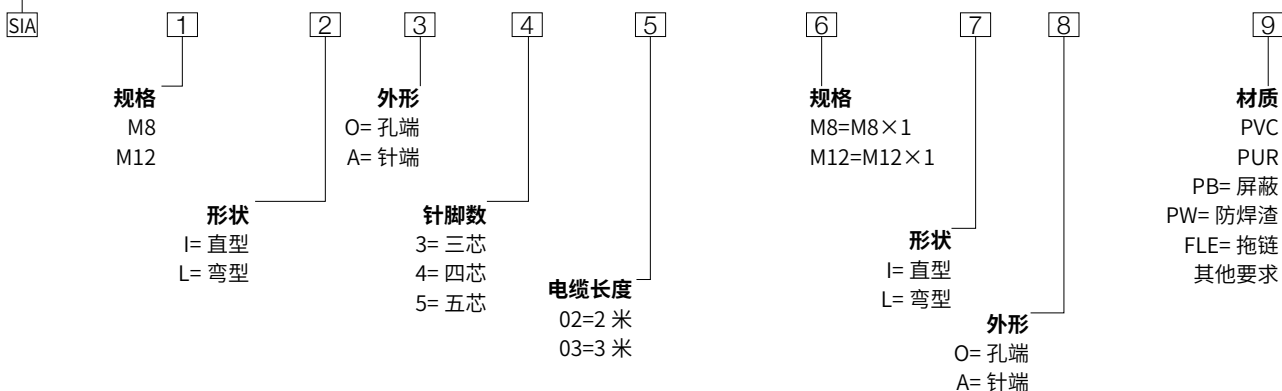 SIA 1 2 3 4 5 6 7 8 9
规格
M8
M12
形状
I= 直型
L= 弯型
外形
O= 孔端
A= 针端
针脚数
3= 三芯
4= 四芯
5= 五芯
电缆长度
02=2 米
03=3 米
规格
M8=M8×1
M12=M12×1
形状
I= 直型
L= 弯型
外形
O= 孔端
A= 针端
材质
PVC
PUR
PB= 屏蔽
PW= 防焊渣
FLE= 拖链
其他要求